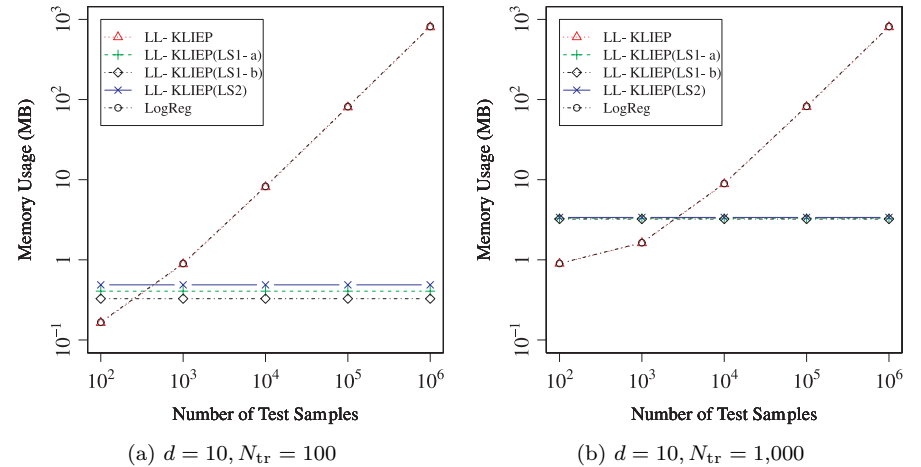 LL- KLIEP
LL- KLIEP(LS1- a)
LL- KLIEP(LS1- b)
LL- KLIEP(LS2)
LogReg
Memory Usage (MB)
10³
10²
10
1
10⁻¹
10² 10³ 10⁴ 10⁵ 10⁶
Number of Test Samples
(a) d = 10, N_tr = 100
LL- KLIEP
LL- KLIEP(LS1- a)
LL- KLIEP(LS1- b)
LL- KLIEP(LS2)
LogReg
Memory Usage (MB)
10³
10²
10
1
10⁻¹
10² 10³ 10⁴ 10⁵ 10⁶
Number of Test Samples
(b) d = 10, N_tr = 1,000